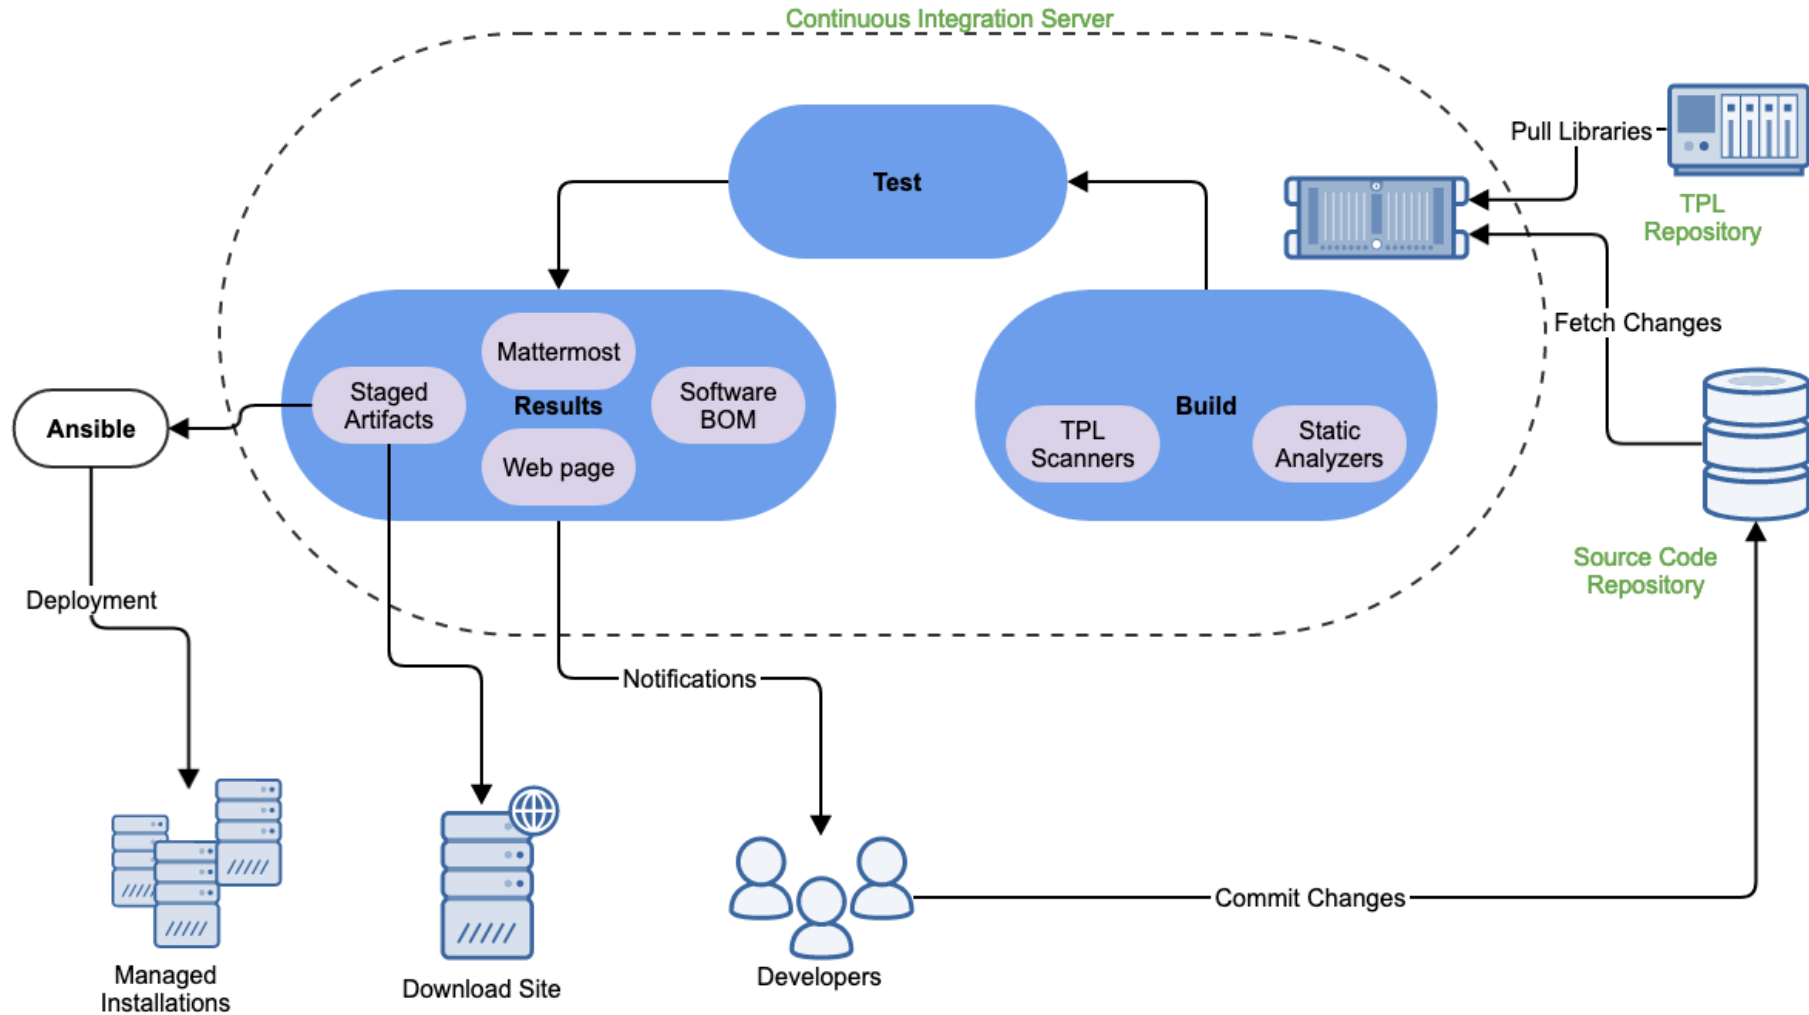 Continuous Integration Server
Pull Libraries
Test
TPL
Repository
Fetch Changes
Mattermost
Staged
Artifacts
Results
Software
BOM
Web page
Build
TPL
Scanners
Static
Analyzers
Ansible
Source Code
Repository
Deployment
Notifications
Commit Changes
Managed
Installations
Download Site
Developers